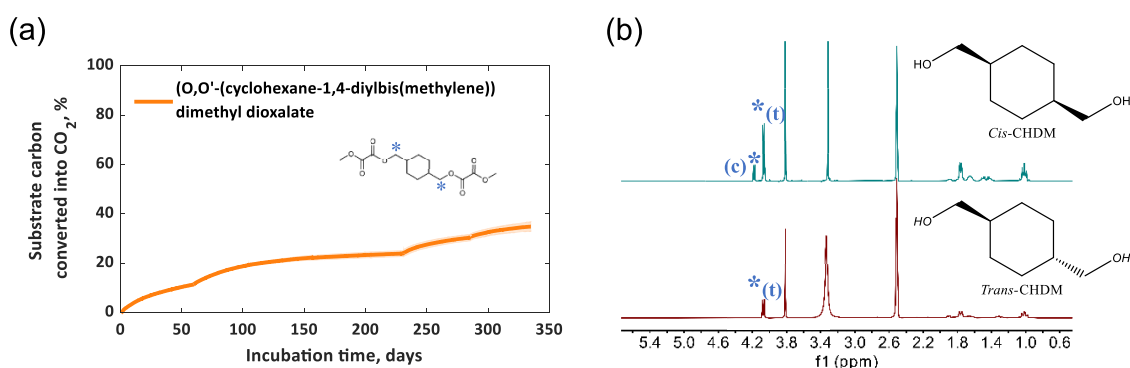 (a)
Substrate carbon
converted into CO2, %
100
80
60
40
20
0
(O,O'-(cyclohexane-1,4-diylbis(methylene))
dimethyl dioxalate
O
O
O
O
*
*
O
O
O
O
0 50 100 150 200 250 300 350
Incubation time, days
(b)
*(t)
(c)*
HO
OH
Cis-CHDM
*(t)
HO
OH
Trans-CHDM
5.4 5.0 4.6 4.2 3.8 3.4 3.0 2.6 2.2 1.8 1.4 1.0 0.6
f1 (ppm)